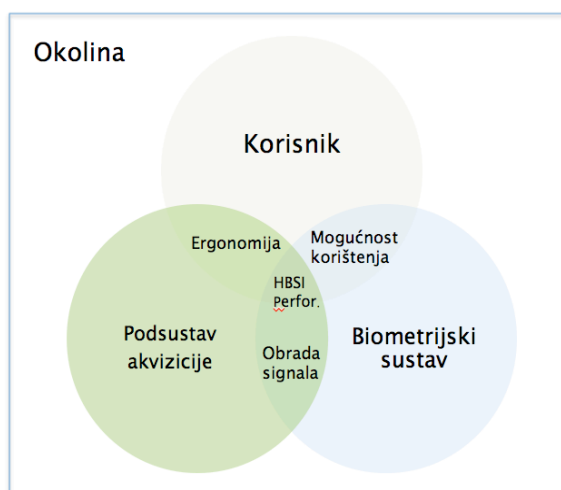 Okolina
Korisnik
Ergonomija
Mogućnost
korištenja
HBSI
Perfor.
Podsustav
akvizicije
Obrada
signala
Biometrijski
sustav